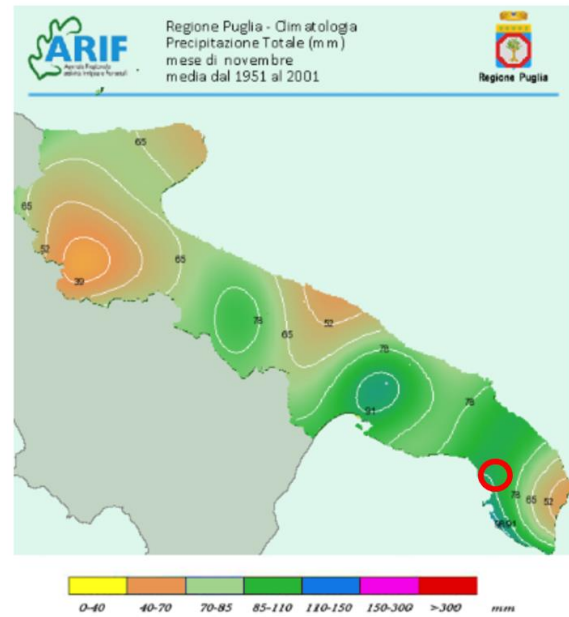 ARIF
Regione Puglia - Climatologia
Precipitazione Totale (mm)
mese di novembre
media dal 1951 al 2001
Regione Puglia
65
65
52
39
65
78
65
52
78
91
78
78
65
52
0-40 40-70 70-85 85-110 110-150 150-300 >300 mm